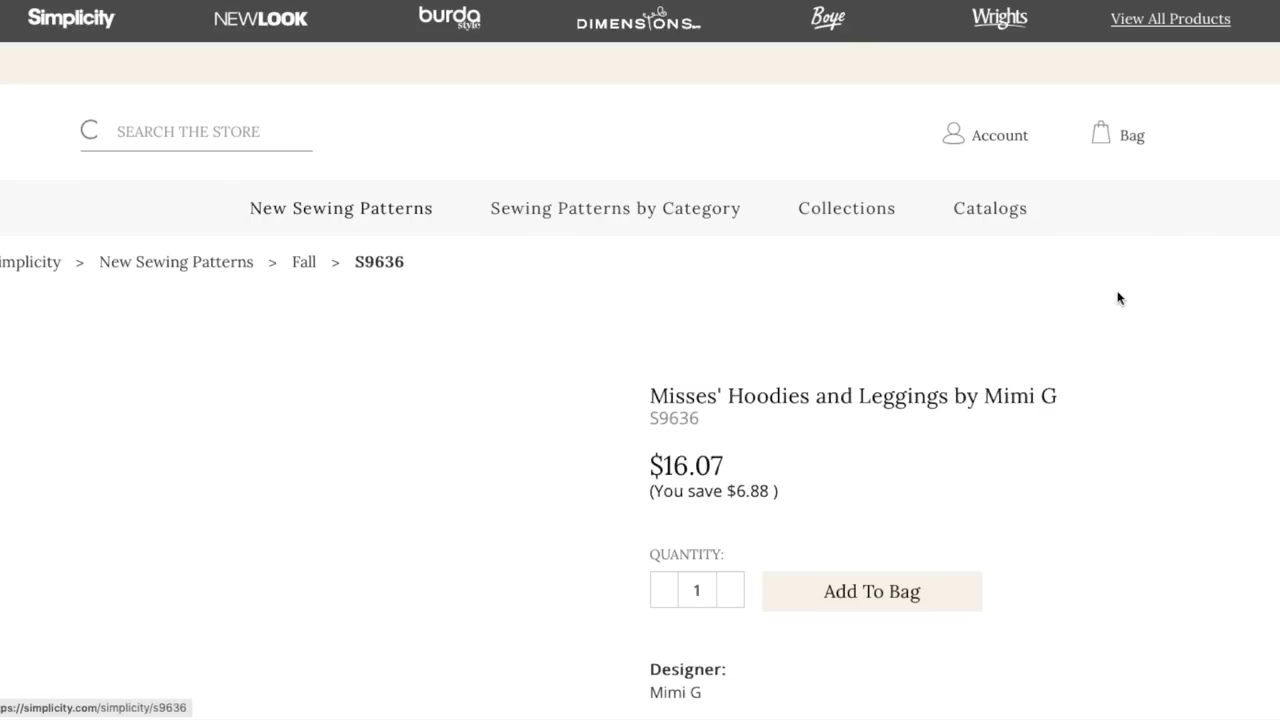 Simplicity NEWLOOK burda style DIMENSIONS Boye Wrights View All Products
SEARCH THE STORE
Account Bag
New Sewing Patterns Sewing Patterns by Category Collections Catalogs
implicity > New Sewing Patterns > Fall > S9636
Misses' Hoodies and Leggings by Mimi G
S9636
$16.07
(You save $6.88 )
QUANTITY:
1 Add To Bag
Designer:
Mimi G
ps://simplicity.com/simplicity/s9636